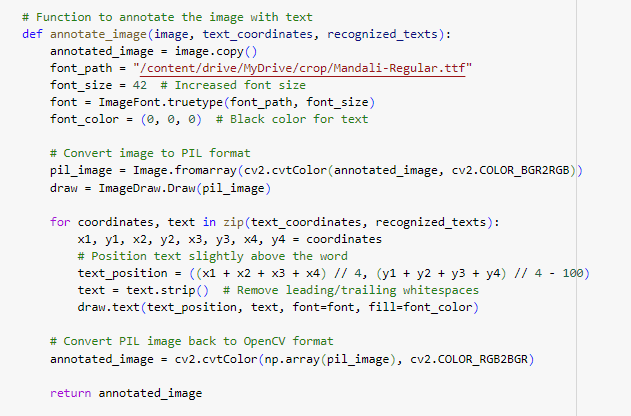 # Function to annotate the image with text
def annotate_image(image, text_coordinates, recognized_texts):
annotated_image = image.copy()
font_path = "/content/drive/MyDrive/crop/Mandali-Regular.ttf"
font_size = 42  # Increased font size
font = ImageFont.truetype(font_path, font_size)
font_color = (0, 0, 0)  # Black color for text
# Convert image to PIL format
pil_image = Image.fromarray(cv2.cvtColor(annotated_image, cv2.COLOR_BGR2RGB))
draw = ImageDraw.Draw(pil_image)
for coordinates, text in zip(text_coordinates, recognized_texts):
x1, y1, x2, y2, x3, y3, x4, y4 = coordinates
# Position text slightly above the word
text_position = ((x1 + x2 + x3 + x4) // 4, (y1 + y2 + y3 + y4) // 4 - 100)
text = text.strip()  # Remove leading/trailing whitespaces
draw.text(text_position, text, font=font, fill=font_color)
# Convert PIL image back to OpenCV format
annotated_image = cv2.cvtColor(np.array(pil_image), cv2.COLOR_RGB2BGR)
return annotated_image